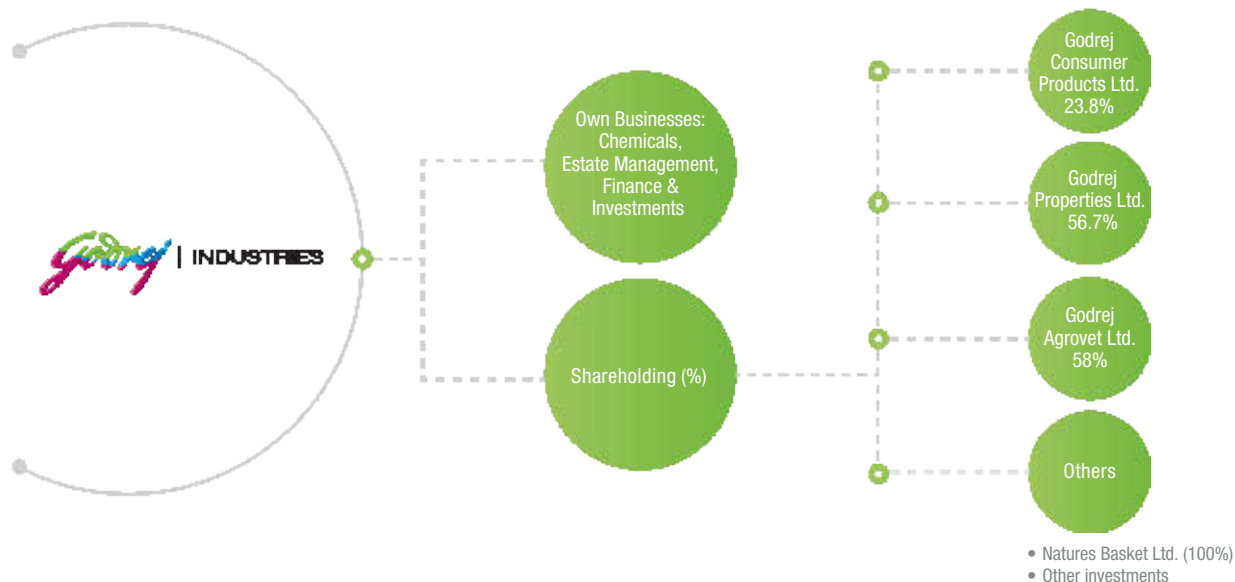 Godrej | INDUSTRIES
Own Businesses:
Chemicals,
Estate Management,
Finance &
Investments
Shareholding (%)
Godrej
Consumer
Products Ltd.
23.8%
Godrej
Properties Ltd.
56.7%
Godrej
Agrovet Ltd.
58%
Others
• Natures Basket Ltd. (100%)
• Other investments